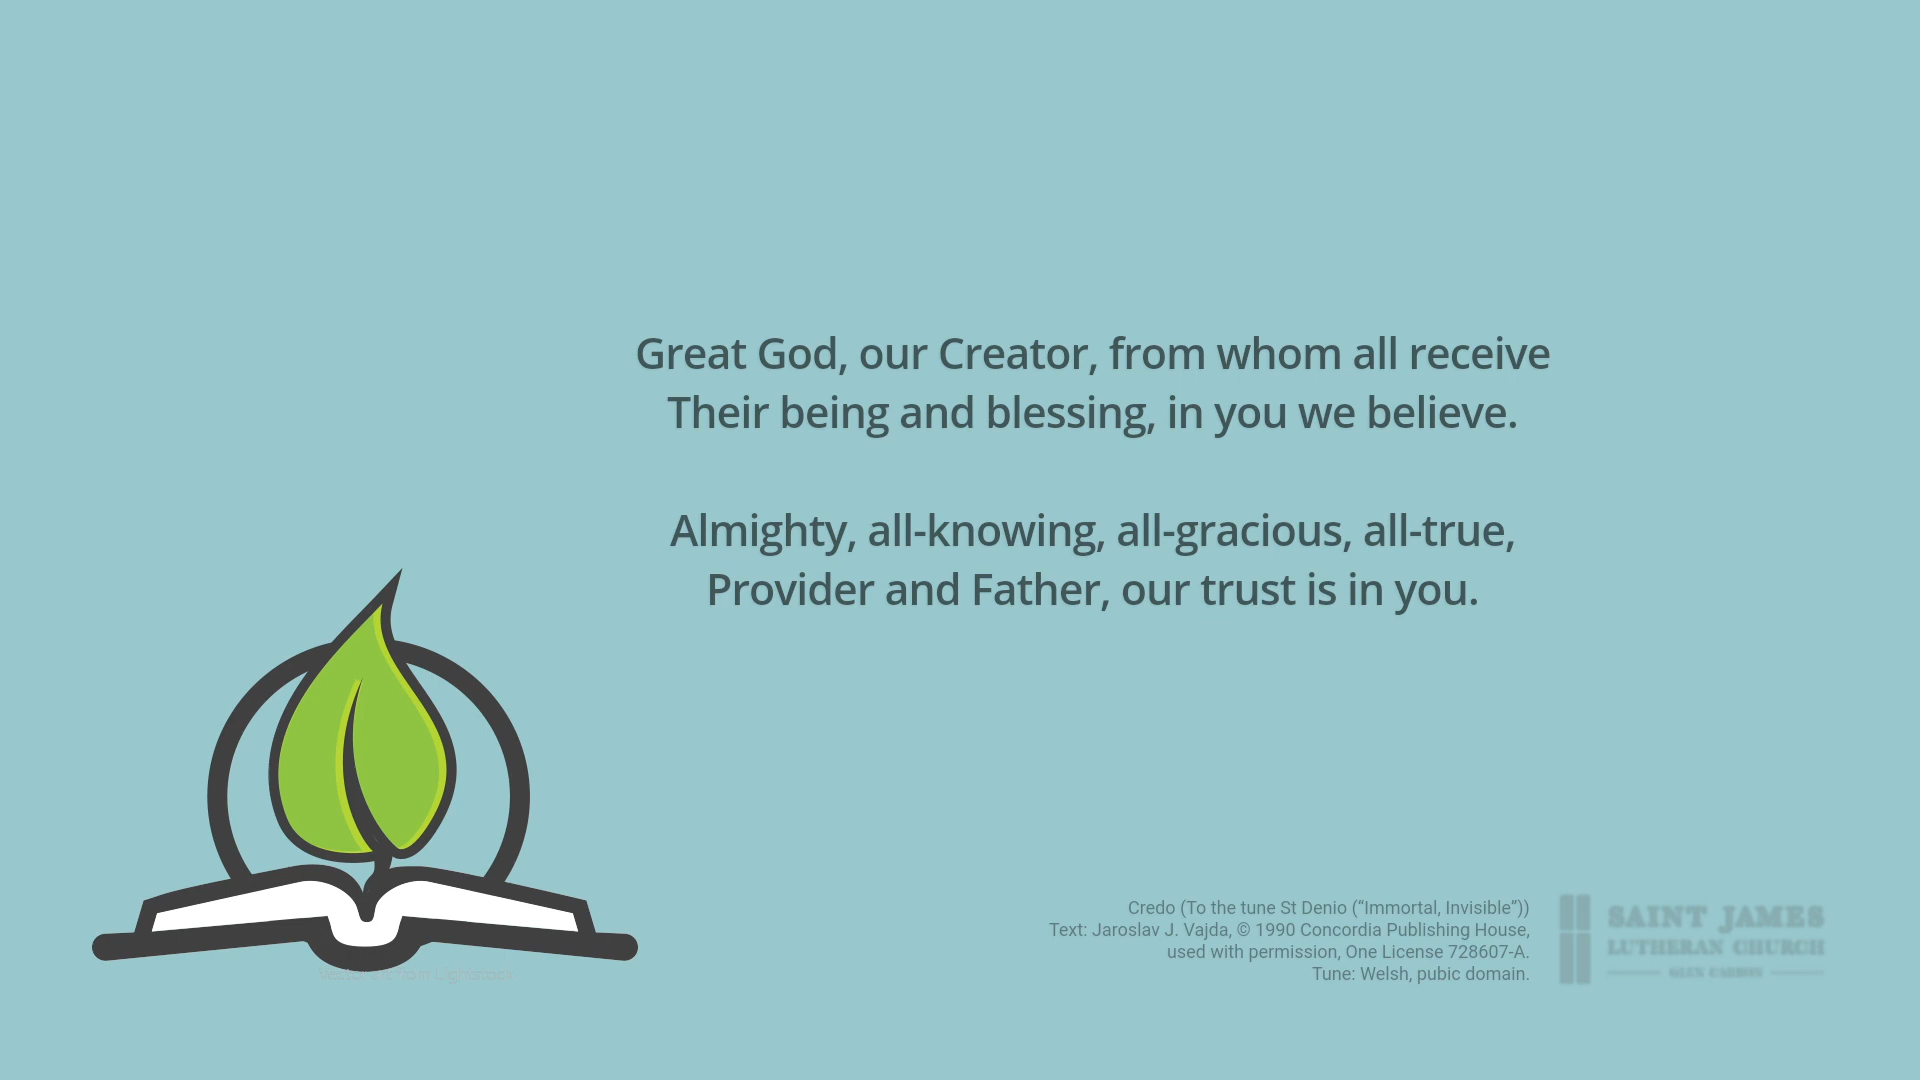 Great God, our Creator, from whom all receive
Their being and blessing, in you we believe.
Almighty, all-knowing, all-gracious, all-true,
Provider and Father, our trust is in you.
Credo (To the tune St Denio (“Immortal, Invisible”))
Text: Jaroslav J. Vajda, © 1990 Concordia Publishing House,
used with permission, One License 728607-A.
Tune: Welsh, pubic domain.
SAINT JAMES
LUTHERAN CHURCH
GLEN CARBON